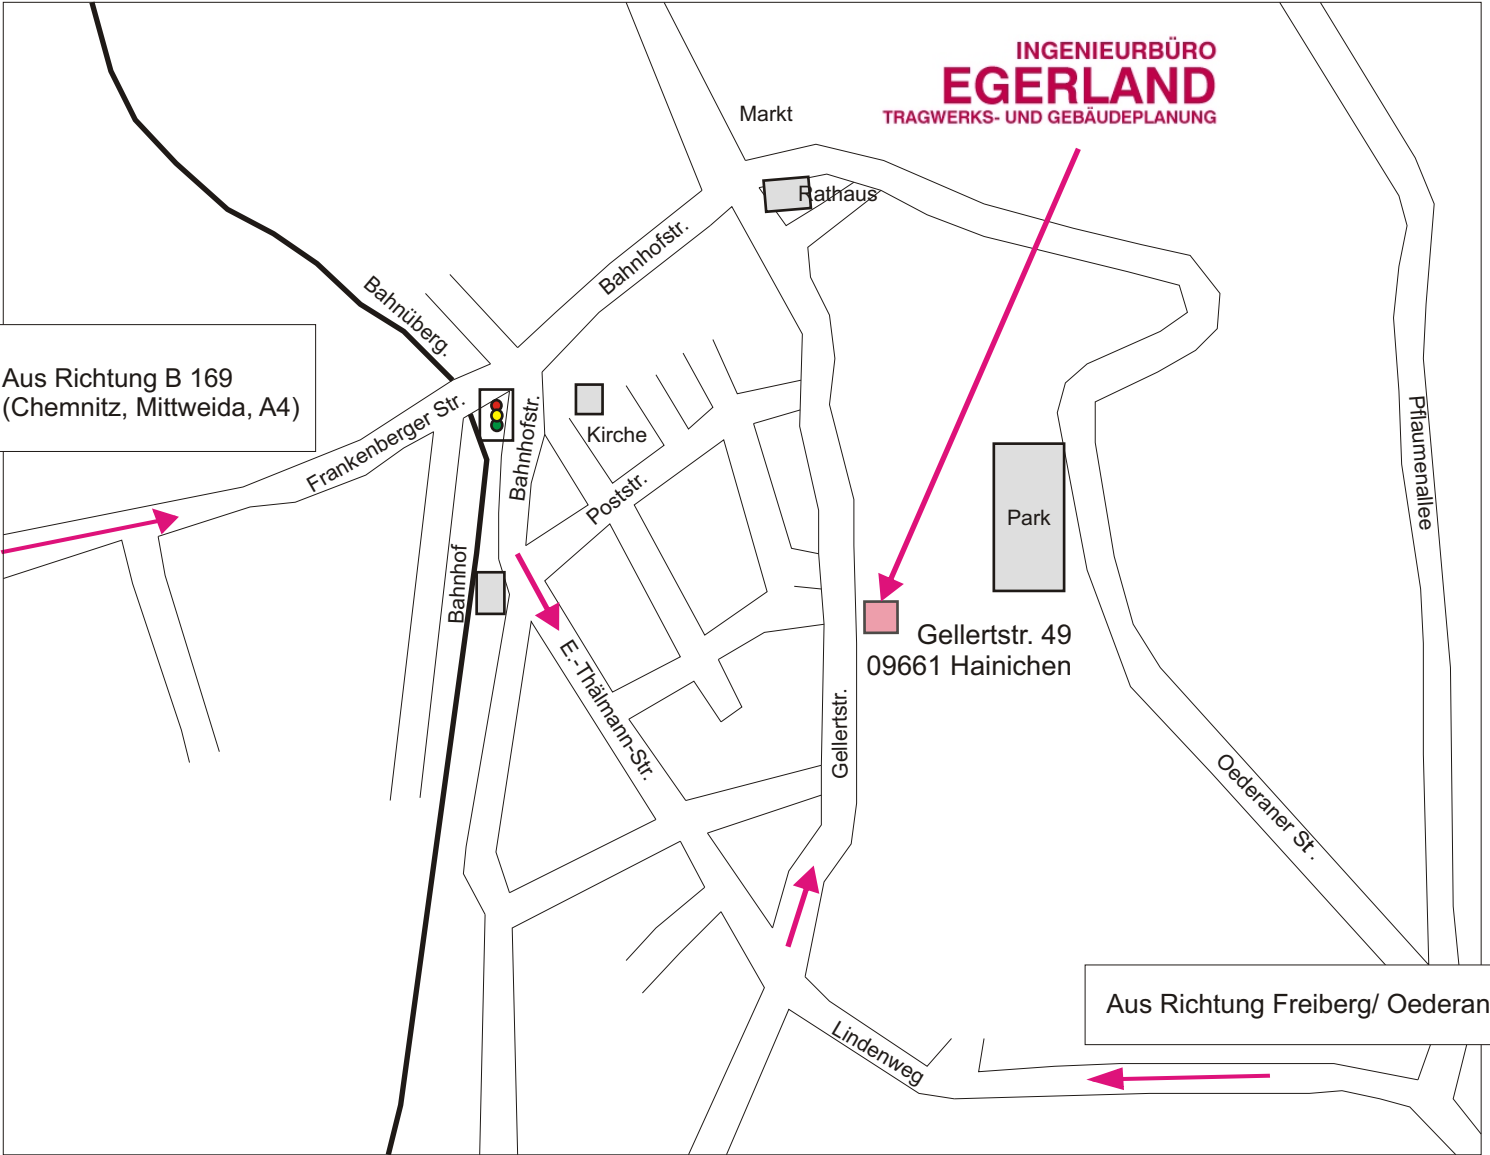 INGENIEURBÜRO
EGERLAND
TRAGWERKS- UND GEBÄUDEPLANUNG
Markt
Rathaus
Bahnhofstr.
Bahnüberg.
Aus Richtung B 169
(Chemnitz, Mittweida, A4)
Frankenberger Str.
Bahnhofstr.
Kirche
Poststr.
Pflaumenallee
Park
Bahnhof
Gellertstr. 49
09661 Hainichen
E.-Thälmann-Str.
Gellertstr.
Oederaner St.
Aus Richtung Freiberg/ Oederan
Lindenweg